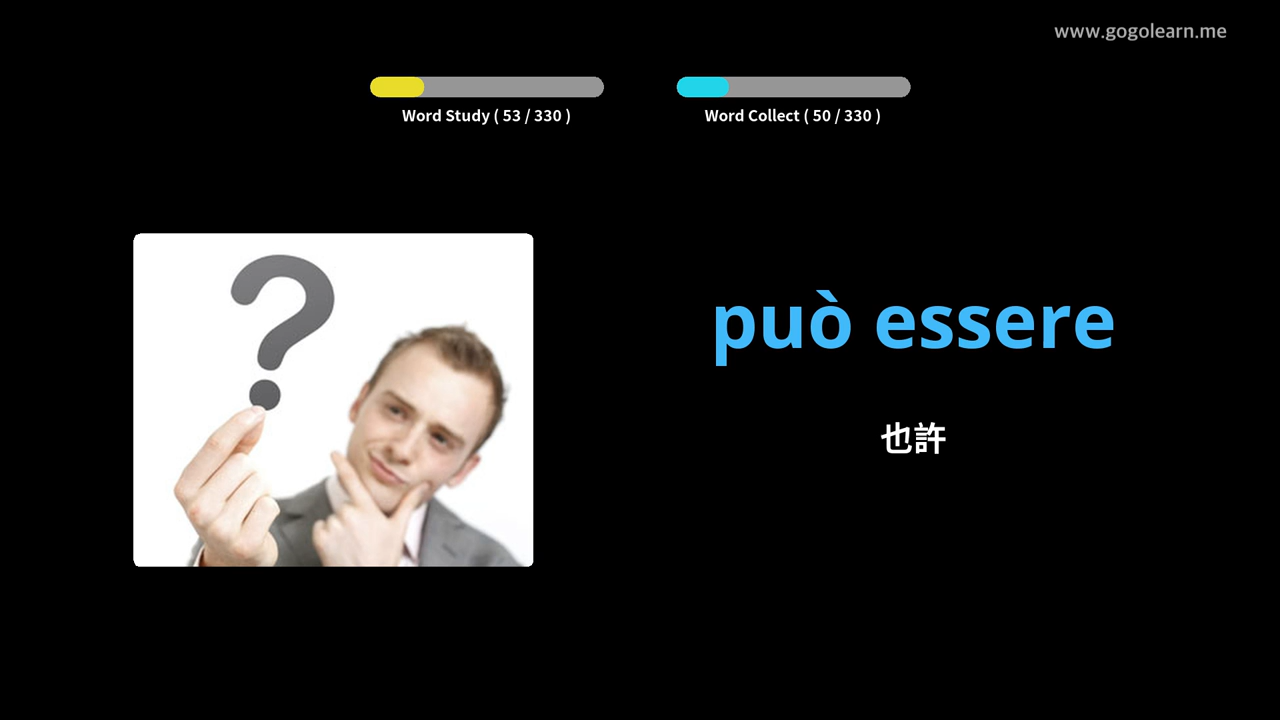 www.gogolearn.me
Word Study ( 53 / 330 )
Word Collect ( 50 / 330 )
può essere
也許